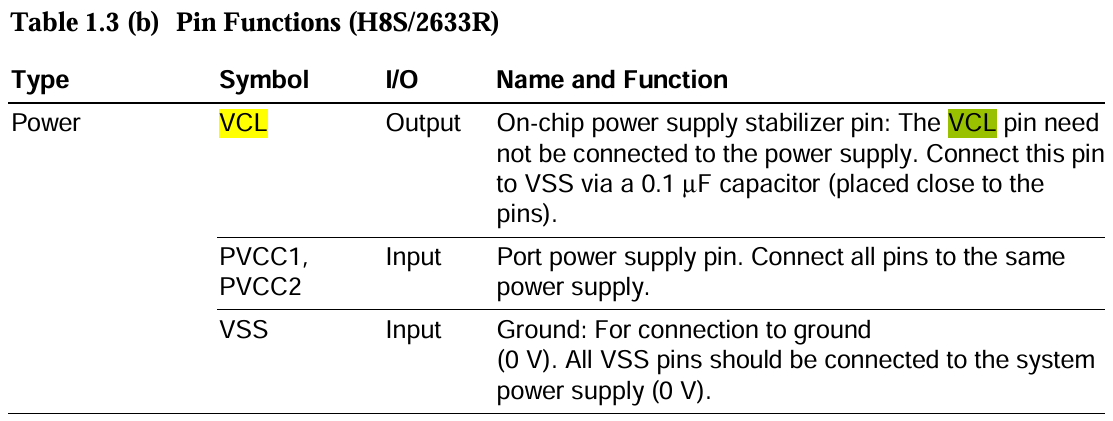 Table 1.3 (b) Pin Functions (H8S/2633R)
Type Symbol I/O Name and Function
Power VCL Output On-chip power supply stabilizer pin: The VCL pin need
not be connected to the power supply. Connect this pin
to VSS via a 0.1 μF capacitor (placed close to the
pins).
PVCC1, Input Port power supply pin. Connect all pins to the same
PVCC2 power supply.
VSS Input Ground: For connection to ground
(0 V). All VSS pins should be connected to the system
power supply (0 V).